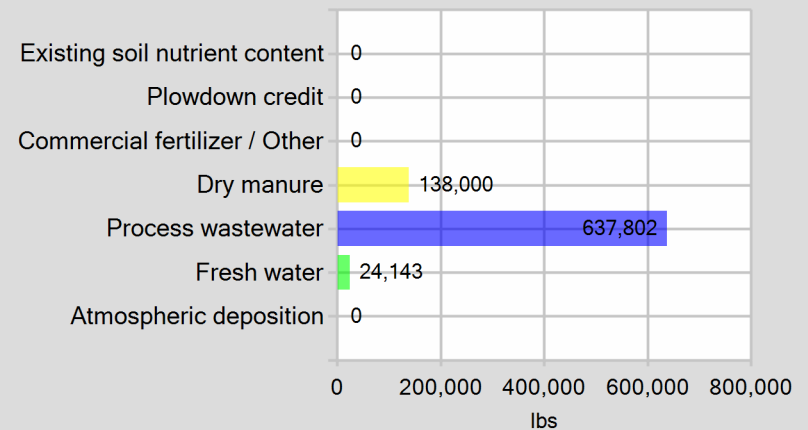 Existing soil nutrient content 0
Plowdown credit 0
Commercial fertilizer / Other 0
Dry manure 138,000
Process wastewater 637,802
Fresh water 24,143
Atmospheric deposition 0
0 200,000 400,000 600,000 800,000
lbs